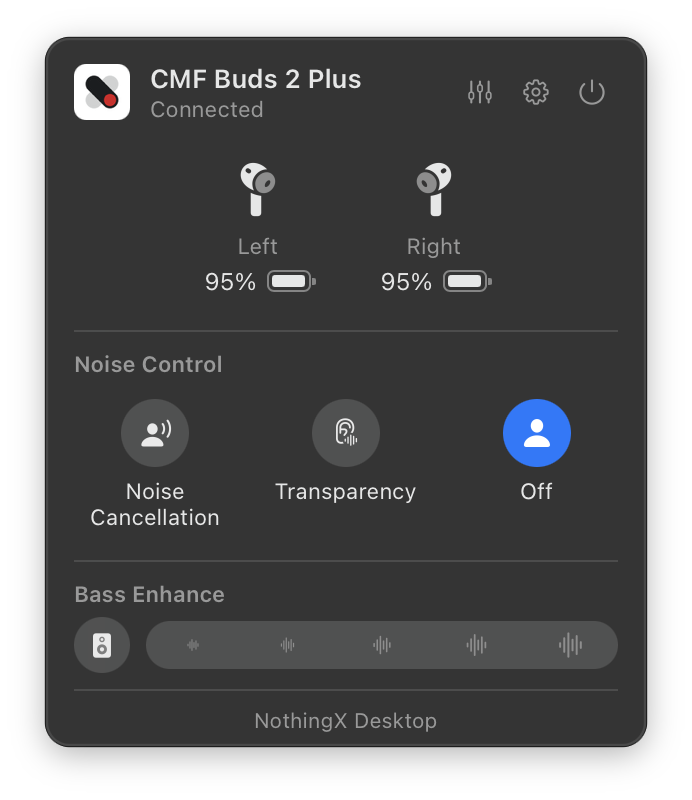 CMF Buds 2 Plus
Connected
Left
Right
95%
95%
Noise Control
Noise
Cancellation
Transparency
Off
Bass Enhance
NothingX Desktop